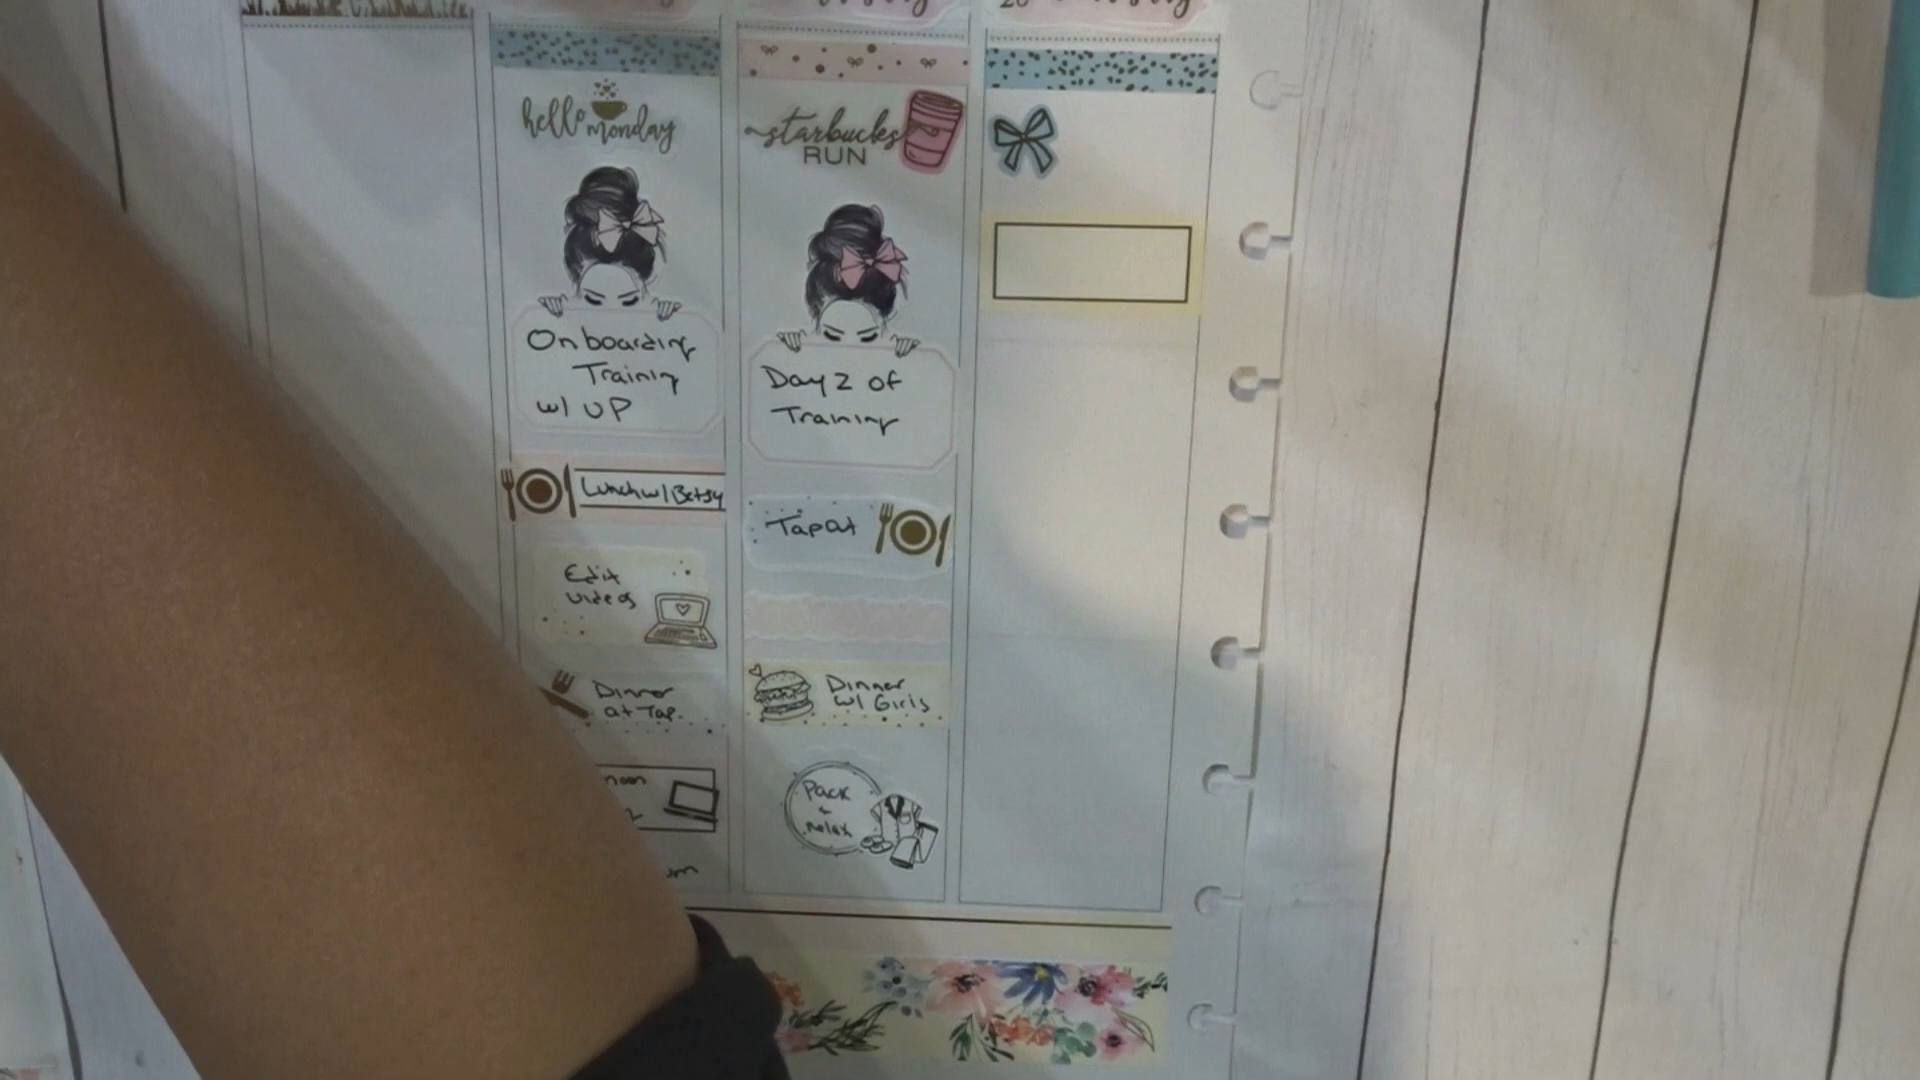 hello monday
Onboarding
Training
w/ UP
Lunch w/ Betsy
Edit
videos
Dinner
at Tap.
starbucks
RUN
Day 2 of
Training
Tap at
Dinner
w/ Girls
Pack
+
relax